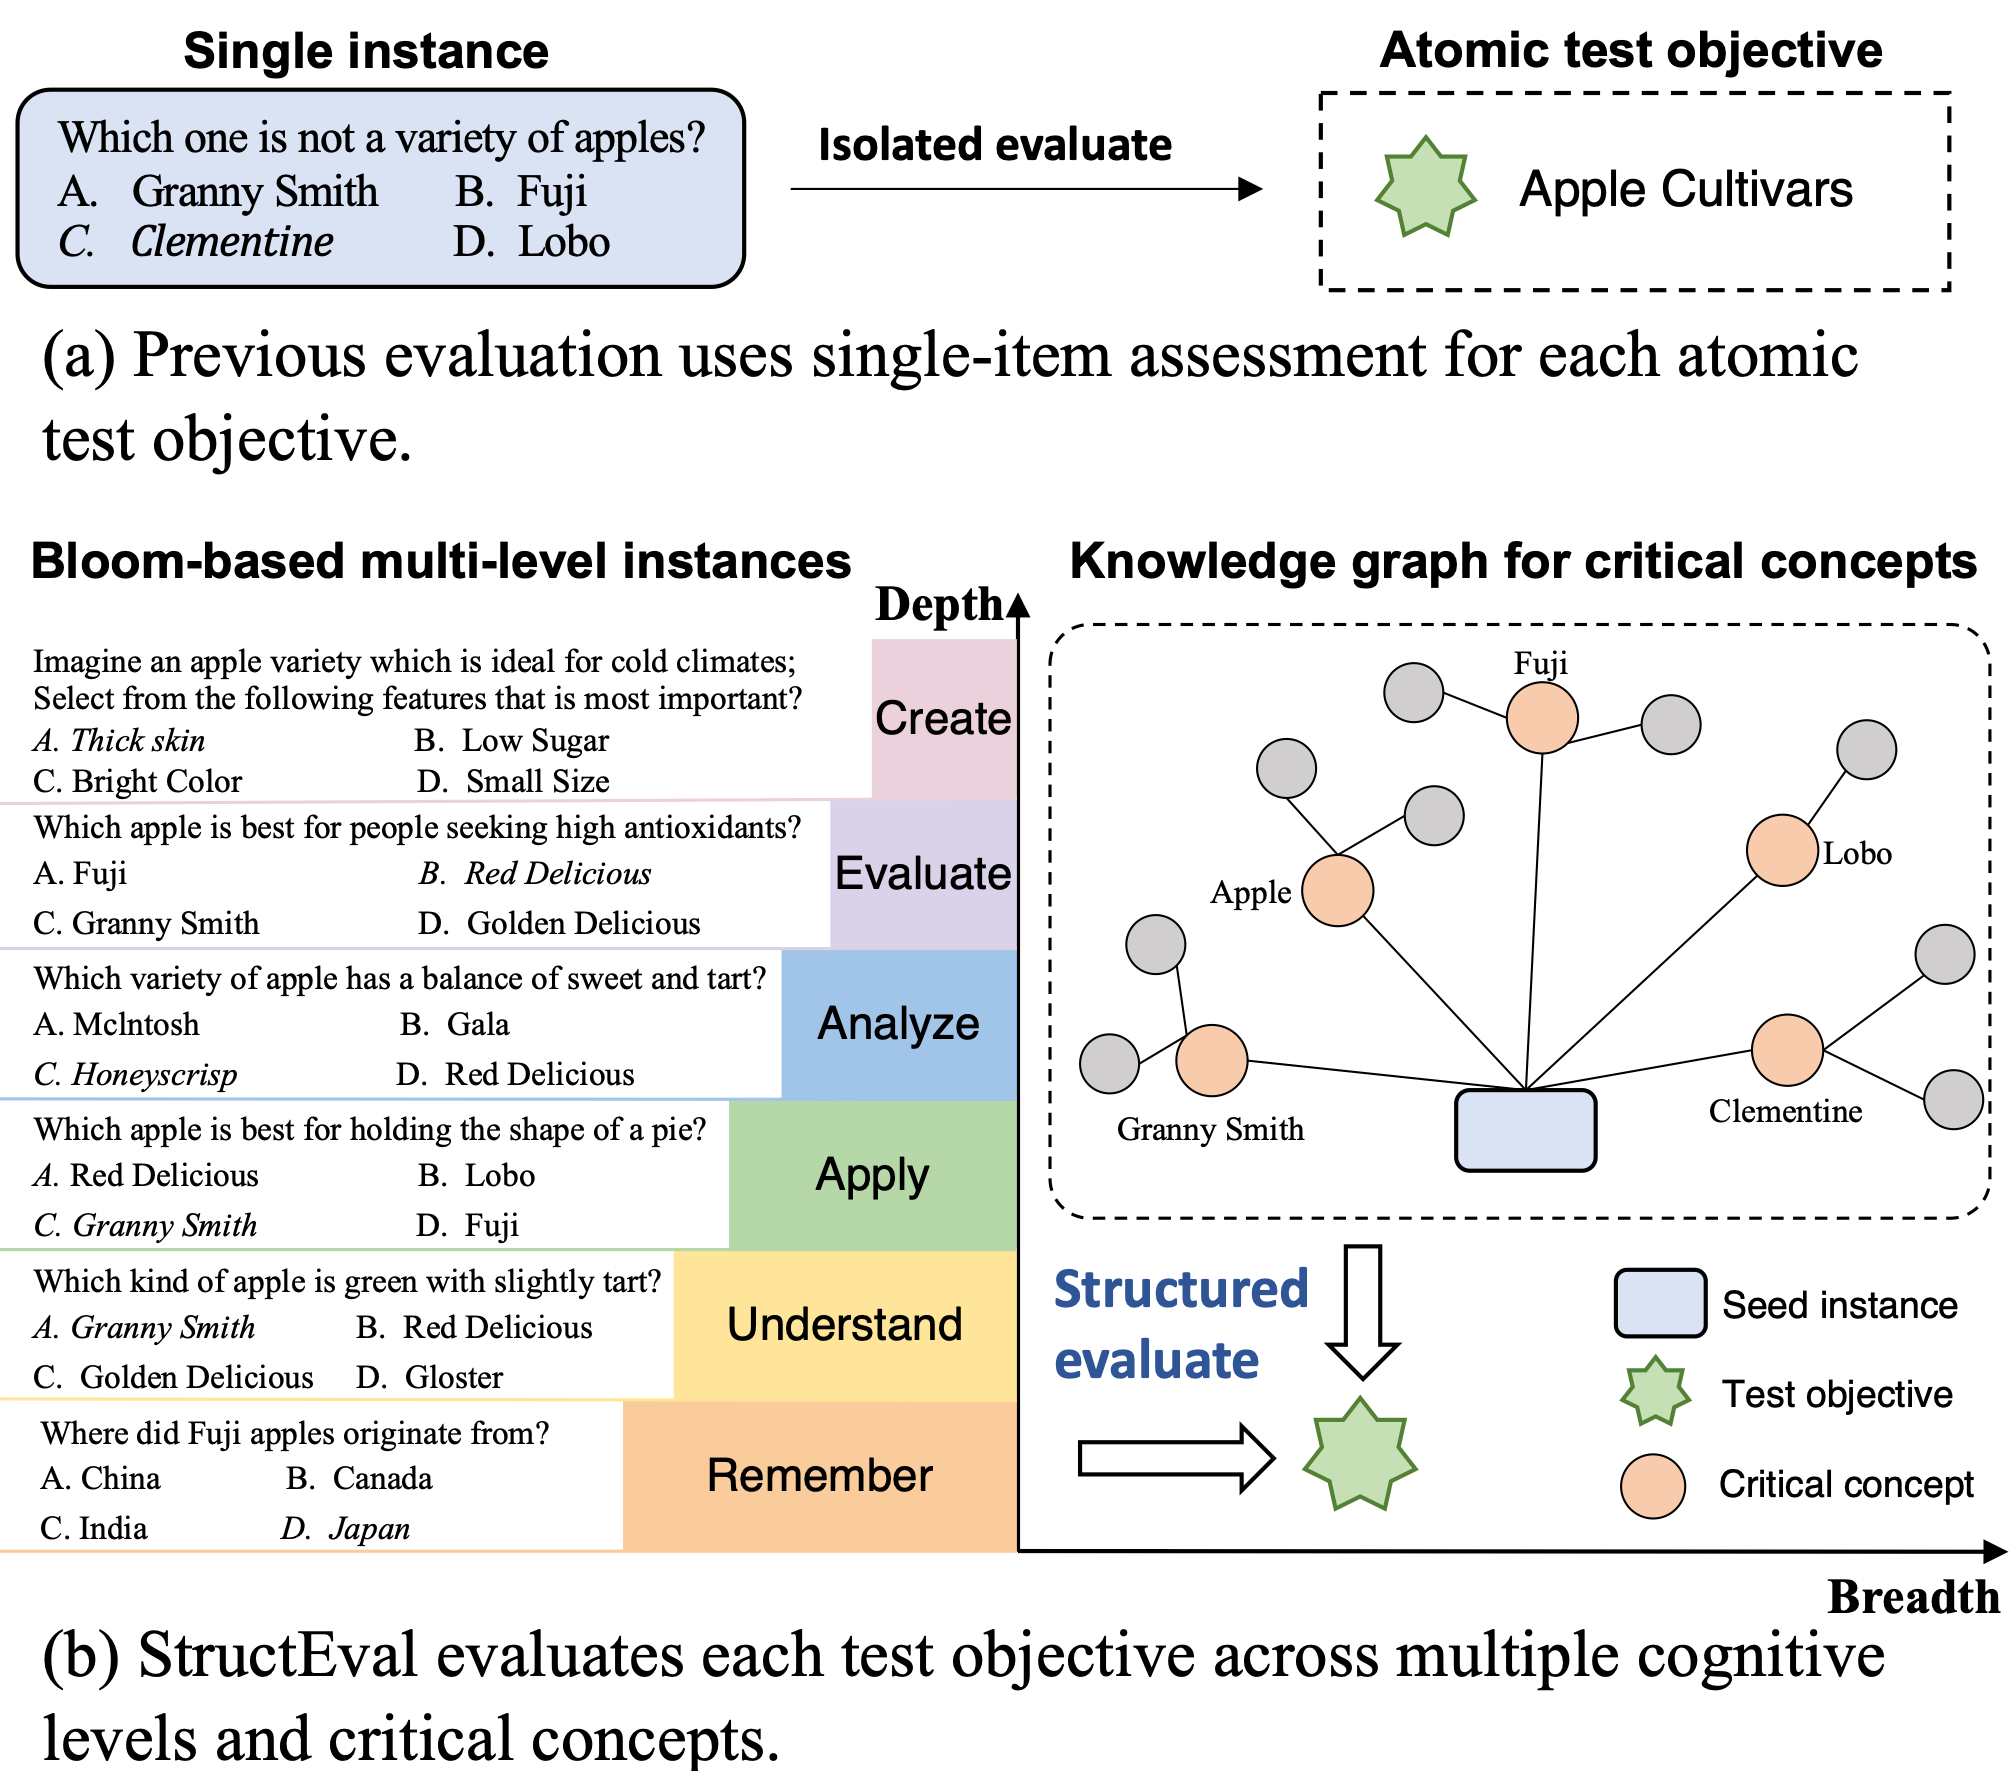 Single instance
Atomic test objective
Which one is not a variety of apples?
A. Granny Smith B. Fuji
C. Clementine D. Lobo
Isolated evaluate
Apple Cultivars
(a) Previous evaluation uses single-item assessment for each atomic
test objective.
Bloom-based multi-level instances
Depth
Imagine an apple variety which is ideal for cold climates;
Select from the following features that is most important?
A. Thick skin B. Low Sugar
C. Bright Color D. Small Size
Create
Which apple is best for people seeking high antioxidants?
A. Fuji B. Red Delicious
C. Granny Smith D. Golden Delicious
Evaluate
Which variety of apple has a balance of sweet and tart?
A. Mclntosh B. Gala
C. Honeyscrisp D. Red Delicious
Analyze
Which apple is best for holding the shape of a pie?
A. Red Delicious B. Lobo
C. Granny Smith D. Fuji
Apply
Which kind of apple is green with slightly tart?
A. Granny Smith B. Red Delicious
C. Golden Delicious D. Gloster
Understand
Where did Fuji apples originate from?
A. China B. Canada
C. India D. Japan
Remember
Knowledge graph for critical concepts
Fuji
Lobo
Apple
Granny Smith
Clementine
Structured
evaluate
Seed instance
Test objective
Critical concept
Breadth
(b) StructEval evaluates each test objective across multiple cognitive
levels and critical concepts.